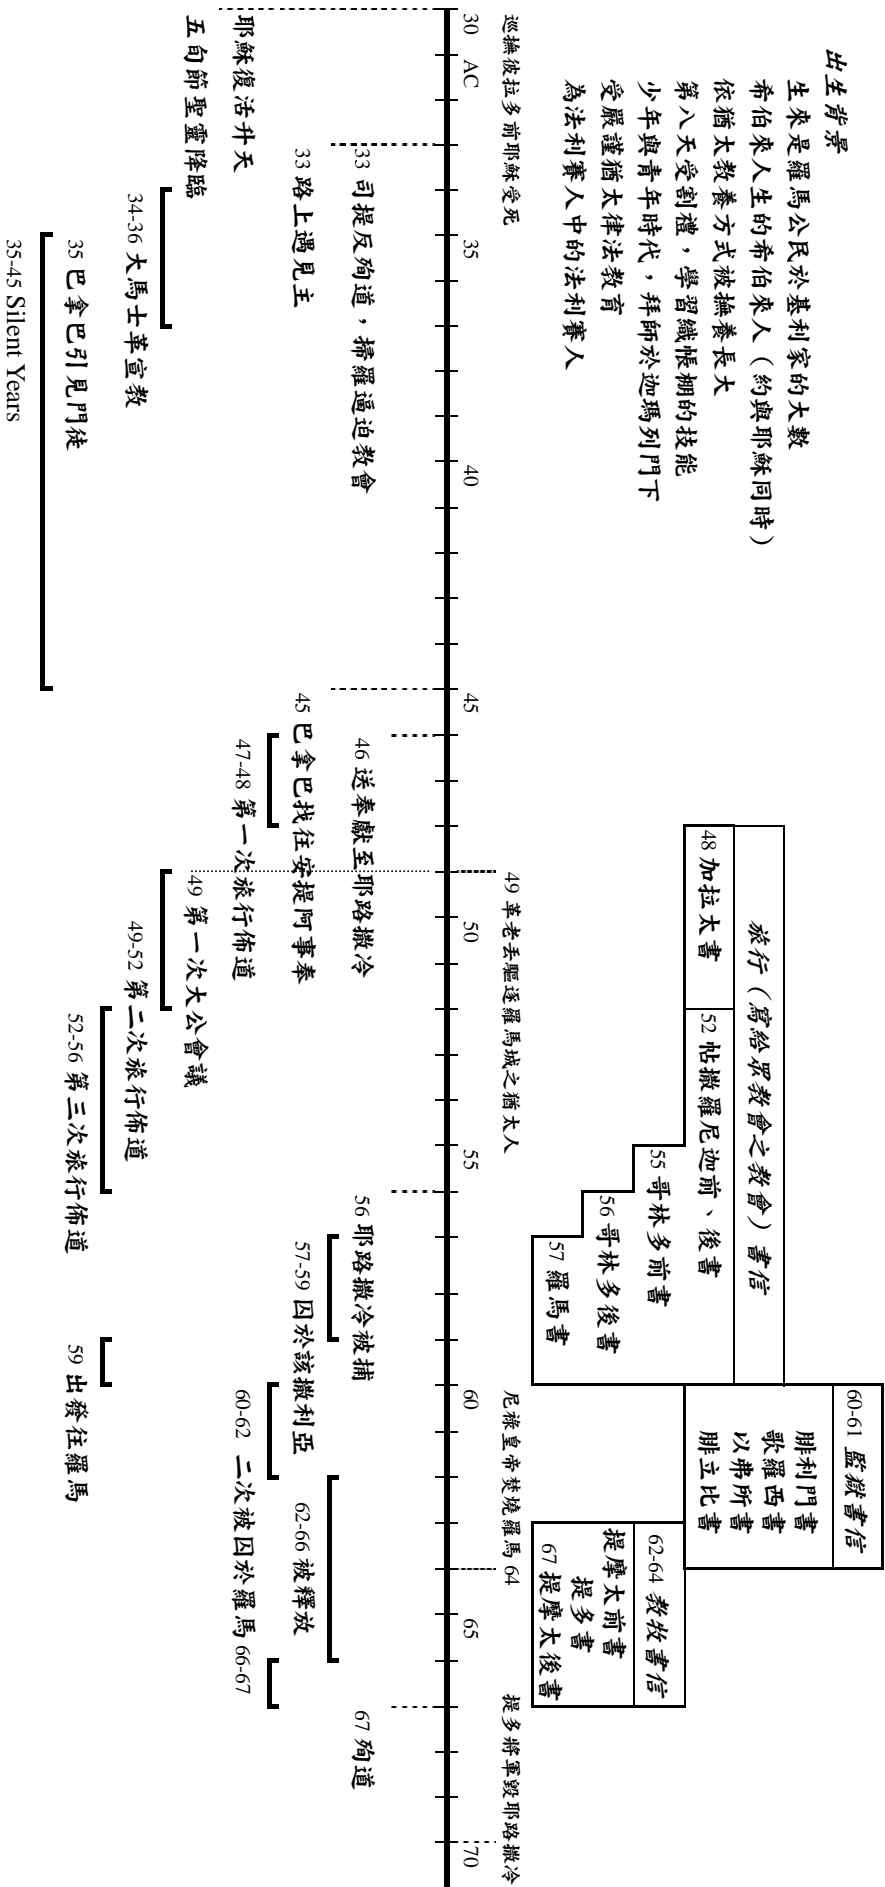 出生背景
生來是羅馬公民於基利家的大數
希伯來人生的希伯來人（約與耶穌同時）
依猶太教養方式被撫養長大
第八天受割禮，學習織帳棚的技能
少年與青年時代，拜師於迦瑪列門下
受嚴謹猶太律法教育
為法利賽人中的法利賽人
旅行（寫給眾教會之教會）書信
48 加拉太書
52 帖撒羅尼迦前、後書
55 哥林多前書
56 哥林多後書
57 羅馬書
60-61 監獄書信
腓利門書
歌羅西書
以弗所書
腓立比書
62-64 教牧書信
提摩太前書
提多書
67 提摩太後書
巡撫彼拉多前耶穌受死
49 革老丟驅逐羅馬城之猶太人
尼祿皇帝焚燒羅馬 64
提多將軍毀耶路撒冷
30 AC
35
40
45
50
55
60
65
70
33 司提反殉道，掃羅逼迫教會
46 送奉獻至耶路撒冷
56 耶路撒冷被捕
67 殉道
33 路上遇見主
45 巴拿巴找往安提阿事奉
57-59 囚於該撒利亞
62-66 被釋放
耶穌復活升天
47-48 第一次旅行佈道
60-62 二次被囚於羅馬 66-67
五旬節聖靈降臨
49 第一次大公會議
34-36 大馬士革宣教
49-52 第二次旅行佈道
35 巴拿巴引見門徒
52-56 第三次旅行佈道
59 出發往羅馬
35-45 Silent Years